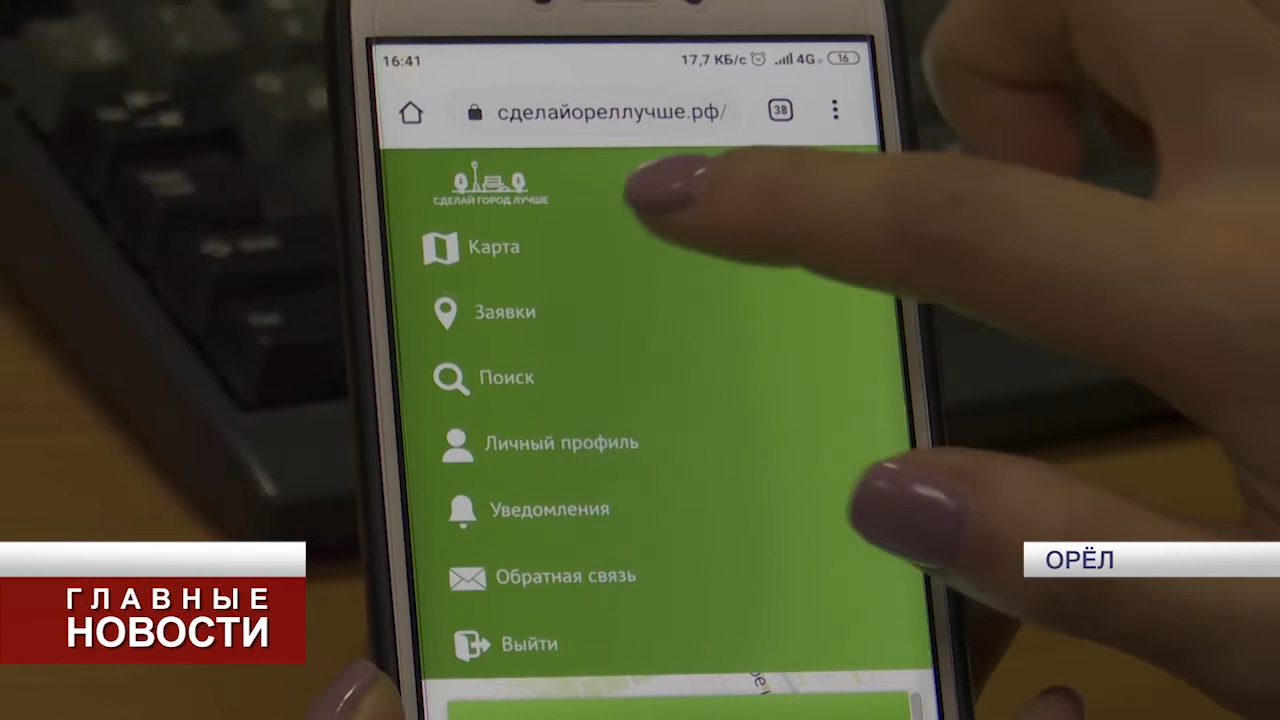 16:41
17,7 КБ/с 4G 16
сделайореллучше.рф/ 38
СДЕЛАЙ ГОРОД ЛУЧШЕ
Карта
Заявки
Поиск
Личный профиль
Уведомления
Обратная связь
Выйти
ГЛАВНЫЕ
НОВОСТИ
ОРЁЛ